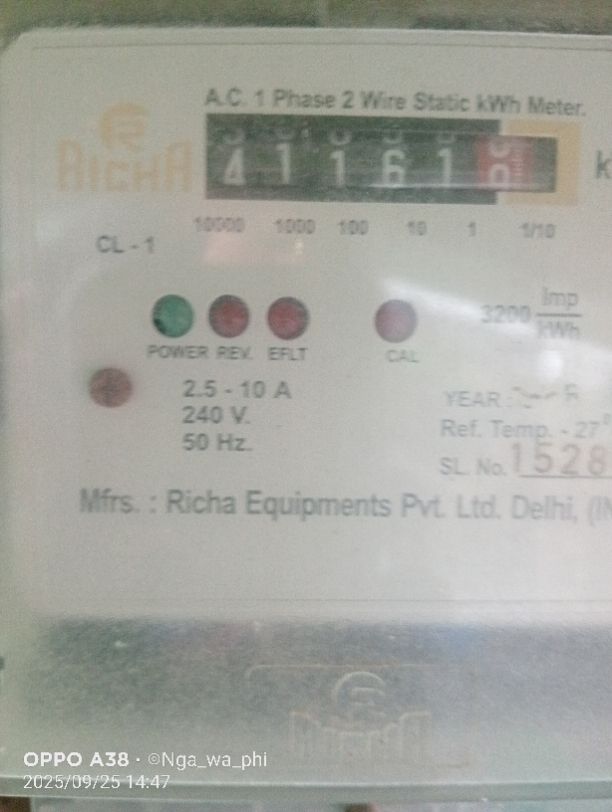 A.C. 1 Phase 2 Wire Static kWh Meter.
RICHA
4 1 1 6 1
k
10000 1000 100 10 1 1/10
CL - 1
3200 Imp/kWh
POWER REV. EFLT CAL
2.5 - 10 A
240 V.
50 Hz.
YEAR :
Ref. Temp. - 27°
SL. No. 1528
Mfrs. : Richa Equipments Pvt. Ltd. Delhi, (IN
RICHA
OPPO A38 · ©Nga_wa_phi
2025/09/25 14:47